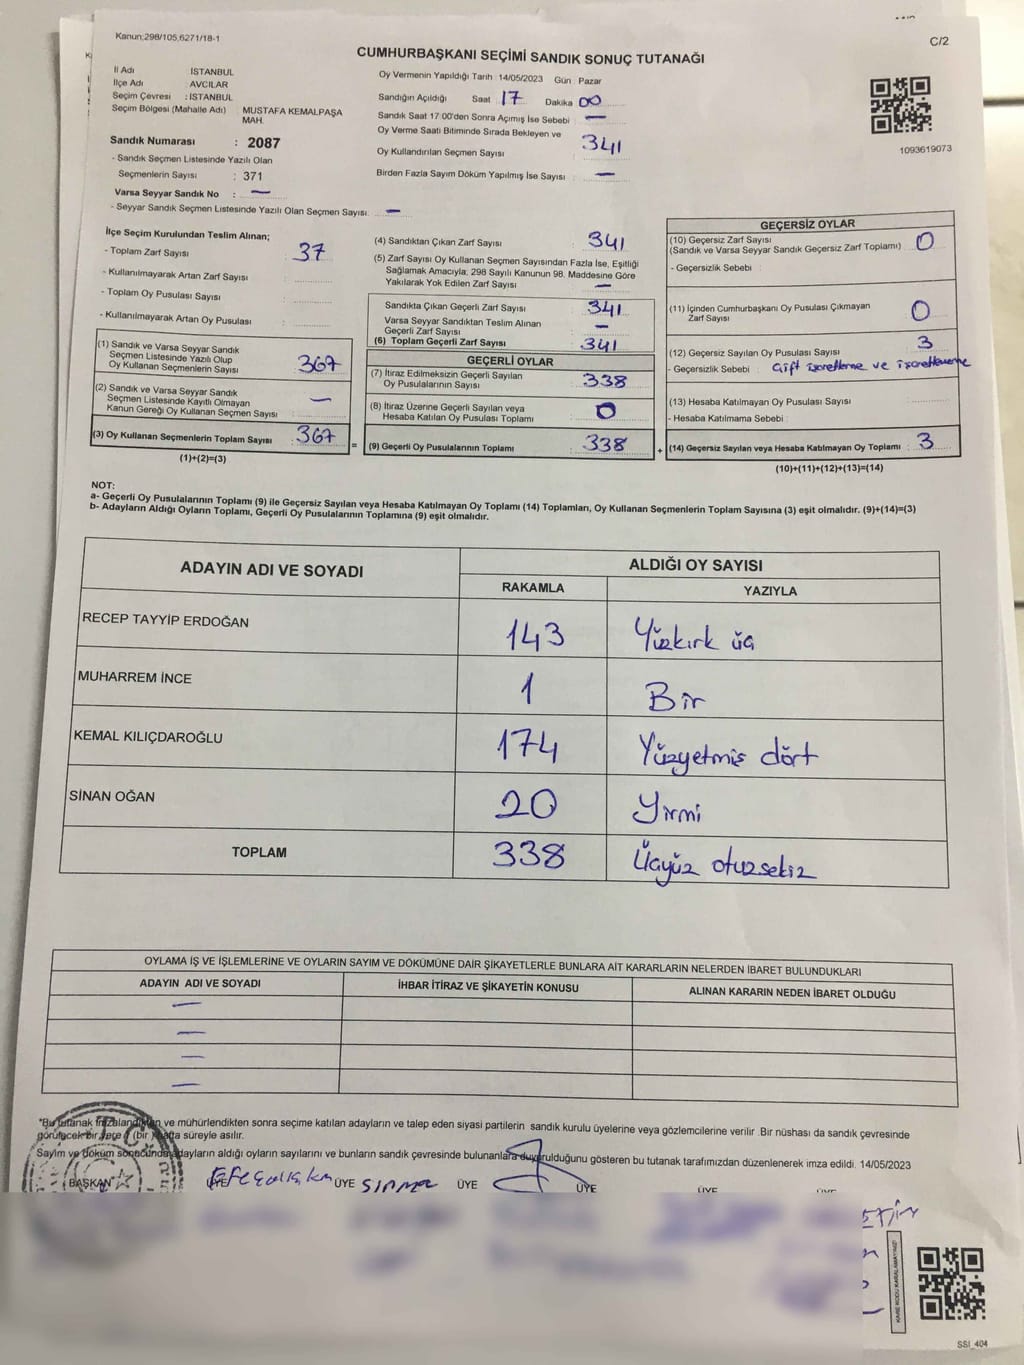 Kanun:298/105,6271/18-1
C/2
CUMHURBAŞKANI SEÇİMİ SANDIK SONUÇ TUTANAĞI
İl Adı : İSTANBUL
İlçe Adı : AVCILAR
Seçim Çevresi : İSTANBUL
Seçim Bölgesi (Mahalle Adı) MUSTAFA KEMALPAŞA MAH.
Sandık Numarası : 2087
- Sandık Seçmen Listesinde Yazılı Olan
Seçmenlerin Sayısı : 371
Varsa Seyyar Sandık No : —
- Seyyar Sandık Seçmen Listesinde Yazılı Olan Seçmen Sayısı: —
Oy Vermenin Yapıldığı Tarih 14/05/2023 Gün Pazar
Sandığın Açıldığı Saat 17 Dakika 00
Sandık Saat 17:00'den Sonra Açımış İse Sebebi : —
Oy Verme Saati Bitiminde Sırada Bekleyen ve
Oy Kullandırılan Seçmen Sayısı : 341
Birden Fazla Sayım Döküm Yapılmış İse Sayısı : —
1093619073
İlçe Seçim Kurulundan Teslim Alınan;
- Toplam Zarf Sayısı : 37
- Kullanılmayarak Artan Zarf Sayısı :
- Toplam Oy Pusulası Sayısı :
- Kullanılmayarak Artan Oy Pusulası :
(1) Sandık ve Varsa Seyyar Sandık
Seçmen Listesinde Yazılı Olup
Oy Kullanan Seçmenlerin Sayısı : 367
(2) Sandık ve Varsa Seyyar Sandık
Seçmen Listesinde Kayıtlı Olmayan
Kanun Gereği Oy Kullanan Seçmen Sayısı : —
(3) Oy Kullanan Seçmenlerin Toplam Sayısı : 367
(1)+(2)=(3)
(4) Sandıktan Çıkan Zarf Sayısı : 341
(5) Zarf Sayısı Oy Kullanan Seçmen Sayısından Fazla İse, Eşitliği
Sağlamak Amacıyla, 298 Sayılı Kanunun 98. Maddesine Göre
Yakılarak Yok Edilen Zarf Sayısı : —
Sandıkta Çıkan Geçerli Zarf Sayısı : 341
Varsa Seyyar Sandıktan Teslim Alınan
Geçerli Zarf Sayısı : —
(6) Toplam Geçerli Zarf Sayısı : 341
GEÇERLİ OYLAR
(7) İtiraz Edilmeksizin Geçerli Sayılan
Oy Pusulalarının Sayısı : 338
(8) İtiraz Üzerine Geçerli Sayılan veya
Hesaba Katılan Oy Pusulası Toplamı : 0
= (9) Geçerli Oy Pusulalarının Toplamı : 338
GEÇERSİZ OYLAR
(10) Geçersiz Zarf Sayısı
(Sandık ve Varsa Seyyar Sandık Geçersiz Zarf Toplamı) : 0
- Geçersizlik Sebebi :
(11) İçinden Cumhurbaşkanı Oy Pusulası Çıkmayan
Zarf Sayısı : 0
(12) Geçersiz Sayılan Oy Pusulası Sayısı : 3
Geçersizlik Sebebi : Çift işaretleme ve işaretlememe
(13) Hesaba Katılmayan Oy Pusulası Sayısı :
- Hesaba Katılmama Sebebi :
+ (14) Geçersiz Sayılan veya Hesaba Katılmayan Oy Toplamı : 3
(10)+(11)+(12)+(13)=(14)
NOT:
a- Geçerli Oy Pusulalarının Toplamı (9) ile Geçersiz Sayılan veya Hesaba Katılmayan Oy Toplamı (14) Toplamları, Oy Kullanan Seçmenlerin Toplam Sayısına (3) eşit olmalıdır. (9)+(14)=(3)
b- Adayların Aldığı Oyların Toplamı, Geçerli Oy Pusulalarının Toplamına (9) eşit olmalıdır.
ADAYIN ADI VE SOYADI ALDIĞI OY SAYISI
RAKAMLA YAZIYLA
RECEP TAYYİP ERDOĞAN 143 Yüzkırk üç
MUHARREM İNCE 1 Bir
KEMAL KILIÇDAROĞLU 174 Yüzyetmiş dört
SİNAN OĞAN 20 Yirmi
TOPLAM 338 Üçyüz otuzsekiz
OYLAMA İŞ VE İŞLEMLERİNE VE OYLARIN SAYIM VE DÖKÜMÜNE DAİR ŞİKAYETLERLE BUNLARA AİT KARARLARIN NELERDEN İBARET BULUNDUKLARI
ADAYIN ADI VE SOYADI İHBAR İTİRAZ VE ŞİKAYETİN KONUSU ALINAN KARARIN NEDEN İBARET OLDUĞU
—
—
—
—
"Bu tutanak imzalandıktan ve mühürlendikten sonra seçime katılan adayların ve talep eden siyasi partilerin sandık kurulu üyelerine veya gözlemcilerine verilir .Bir nüshası da sandık çevresinde
görülecek bir yere 1 (bir ) hafta süreyle asılır.
Sayım ve döküm sonucunda adayların aldığı oyların sayılarını ve bunların sandık çevresinde bulunanlara duyurulduğunu gösteren bu tutanak tarafımızdan düzenlenerek imza edildi. 14/05/2023
BAŞKAN ÜYE ÜYE ÜYE ÜYE ÜYE ÜYE
T.C.
KARE KODU KARALAMAYINIZ!
SSI_404